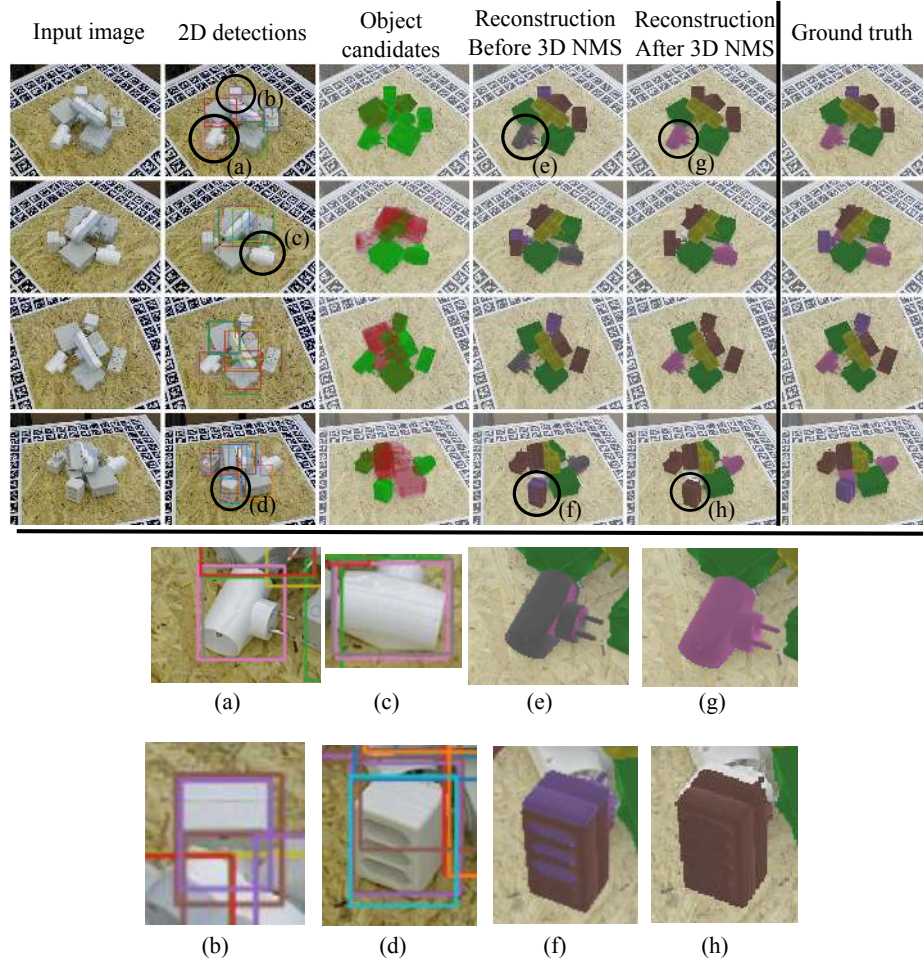 Input image
2D detections
Object
candidates
Reconstruction
Before 3D NMS
Reconstruction
After 3D NMS
Ground truth
(b)
(a)
(e)
(g)
(c)
(d)
(f)
(h)
(a)
(c)
(e)
(g)
(b)
(d)
(f)
(h)